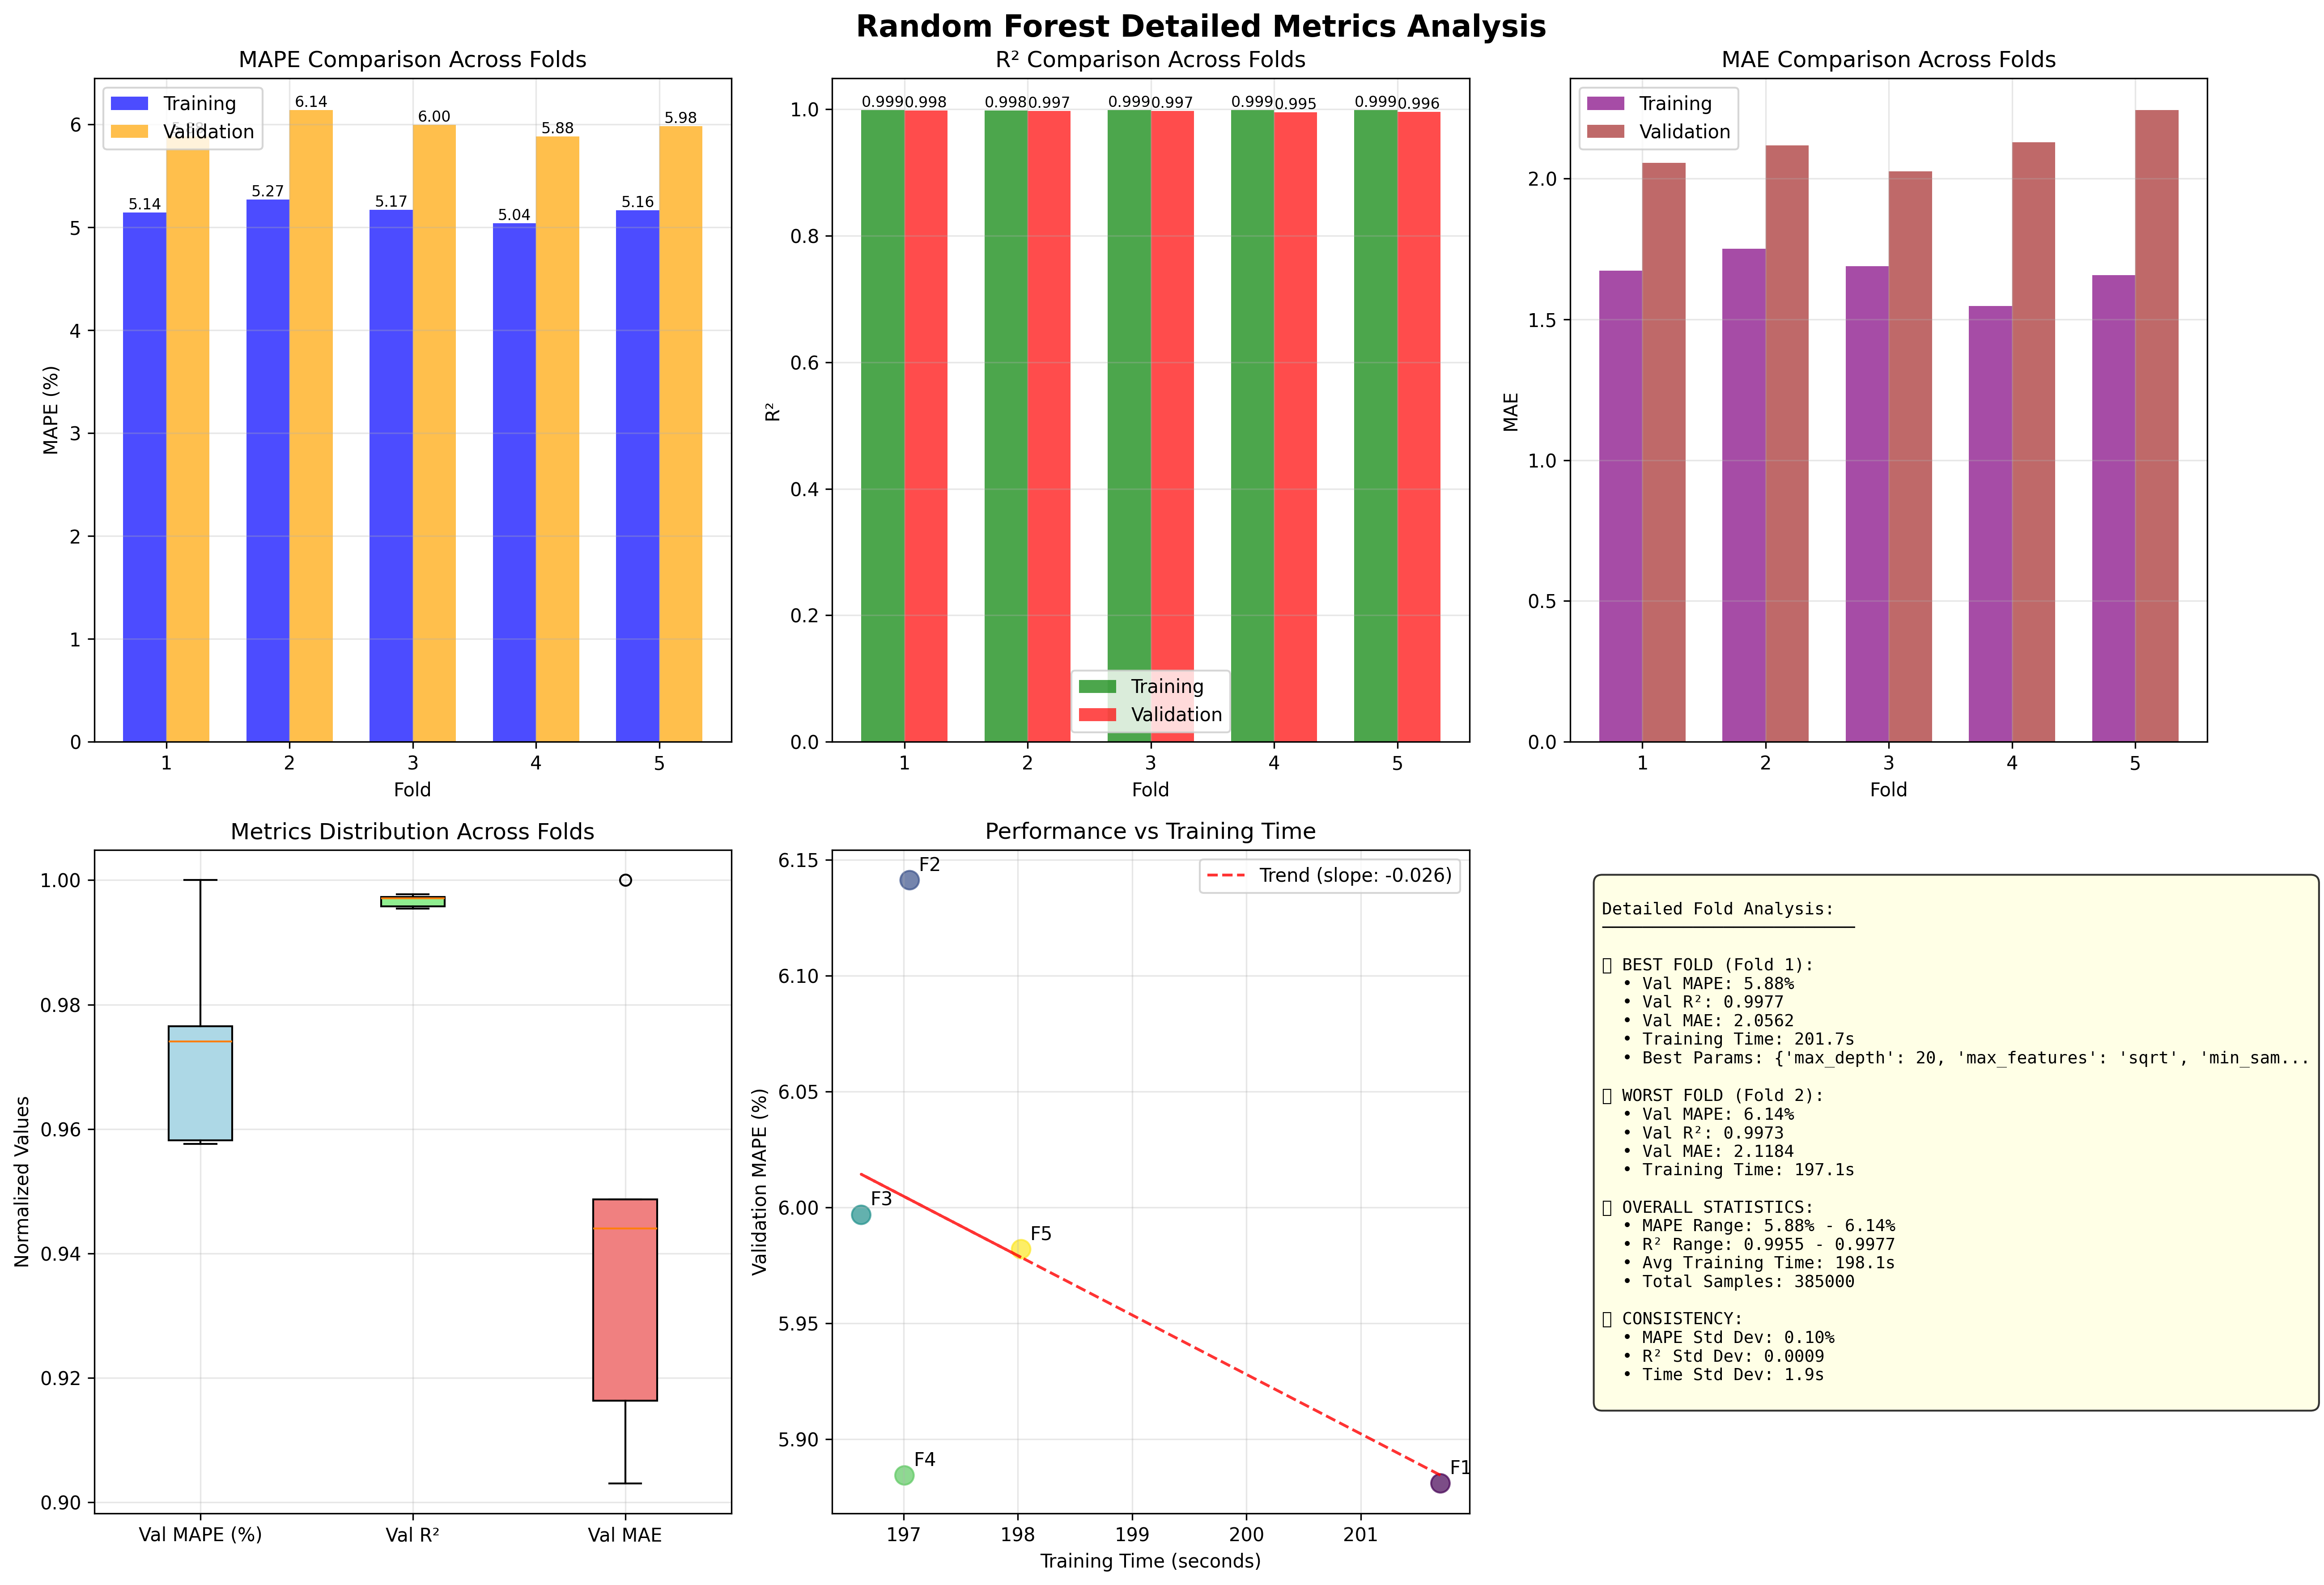 Random Forest Detailed Metrics Analysis
MAPE Comparison Across Folds
Training
Validation
5.14
5.27
6.14
5.17
6.00
5.04
5.88
5.16
5.98
MAPE (%)
0
1
2
3
4
5
6
1
2
3
4
5
Fold
R² Comparison Across Folds
0.999
0.998
0.998
0.997
0.999
0.997
0.999
0.995
0.999
0.996
R²
0.0
0.2
0.4
0.6
0.8
1.0
Training
Validation
1
2
3
4
5
Fold
MAE Comparison Across Folds
Training
Validation
MAE
0.0
0.5
1.0
1.5
2.0
1
2
3
4
5
Fold
Metrics Distribution Across Folds
Normalized Values
0.90
0.92
0.94
0.96
0.98
1.00
Val MAPE (%)
Val R²
Val MAE
Performance vs Training Time
Trend (slope: -0.026)
Validation MAPE (%)
5.90
5.95
6.00
6.05
6.10
6.15
F2
F3
F5
F4
F1
197
198
199
200
201
Training Time (seconds)
Detailed Fold Analysis:
BEST FOLD (Fold 1):
• Val MAPE: 5.88%
• Val R²: 0.9977
• Val MAE: 2.0562
• Training Time: 201.7s
• Best Params: {'max_depth': 20, 'max_features': 'sqrt', 'min_sam...
WORST FOLD (Fold 2):
• Val MAPE: 6.14%
• Val R²: 0.9973
• Val MAE: 2.1184
• Training Time: 197.1s
OVERALL STATISTICS:
• MAPE Range: 5.88% - 6.14%
• R² Range: 0.9955 - 0.9977
• Avg Training Time: 198.1s
• Total Samples: 385000
CONSISTENCY:
• MAPE Std Dev: 0.10%
• R² Std Dev: 0.0009
• Time Std Dev: 1.9s